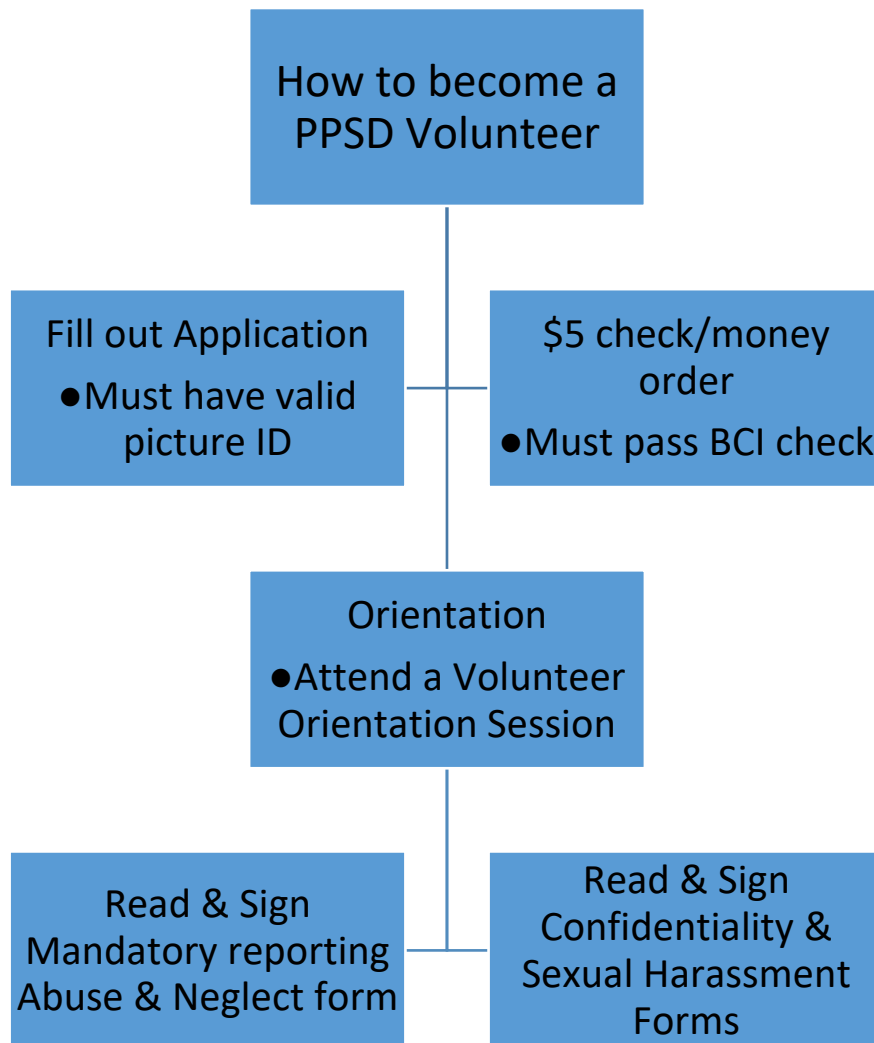 How to become a
PPSD Volunteer
Fill out Application
●Must have valid
picture ID
$5 check/money
order
●Must pass BCI check
Orientation
●Attend a Volunteer
Orientation Session
Read & Sign
Mandatory reporting
Abuse & Neglect form
Read & Sign
Confidentiality &
Sexual Harassment
Forms